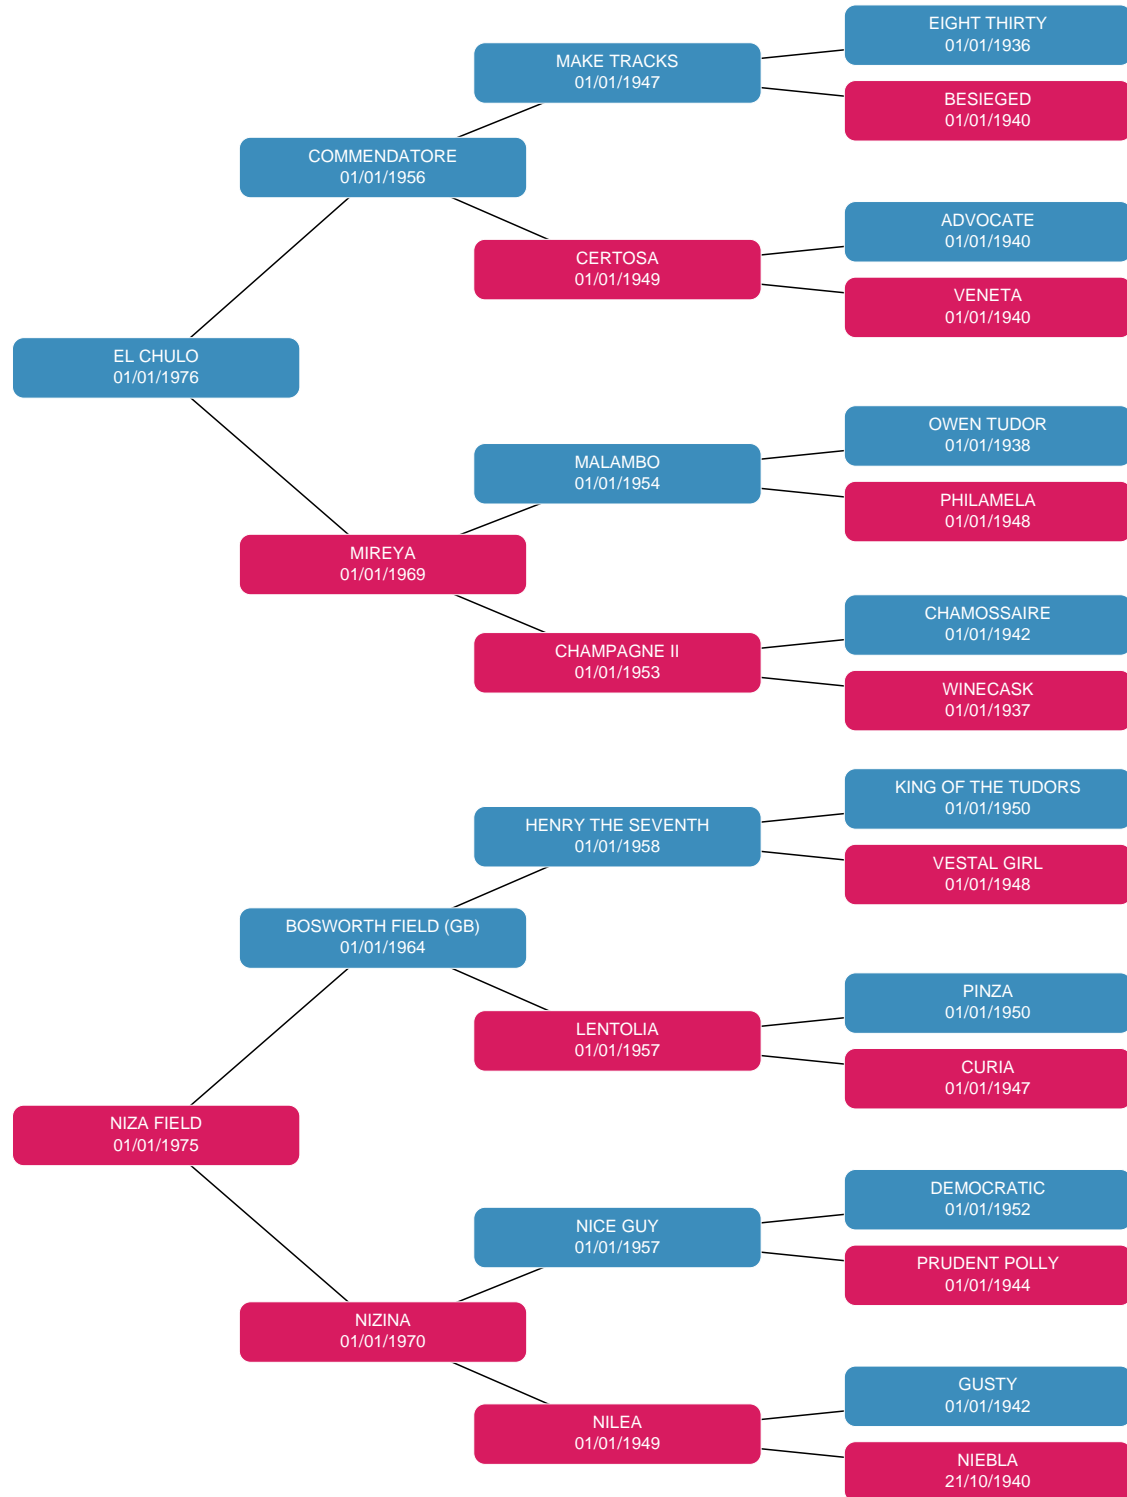 EIGHT THIRTY
01/01/1936
MAKE TRACKS
01/01/1947
BESIEGED
01/01/1940
COMMENDATORE
01/01/1956
ADVOCATE
01/01/1940
CERTOSA
01/01/1949
VENETA
01/01/1940
EL CHULO
01/01/1976
OWEN TUDOR
01/01/1938
MALAMBO
01/01/1954
PHILAMELA
01/01/1948
MIREYA
01/01/1969
CHAMOSSAIRE
01/01/1942
CHAMPAGNE II
01/01/1953
WINECASK
01/01/1937
KING OF THE TUDORS
01/01/1950
HENRY THE SEVENTH
01/01/1958
VESTAL GIRL
01/01/1948
BOSWORTH FIELD (GB)
01/01/1964
PINZA
01/01/1950
LENTOLIA
01/01/1957
CURIA
01/01/1947
NIZA FIELD
01/01/1975
DEMOCRATIC
01/01/1952
NICE GUY
01/01/1957
PRUDENT POLLY
01/01/1944
NIZINA
01/01/1970
GUSTY
01/01/1942
NILEA
01/01/1949
NIEBLA
21/10/1940